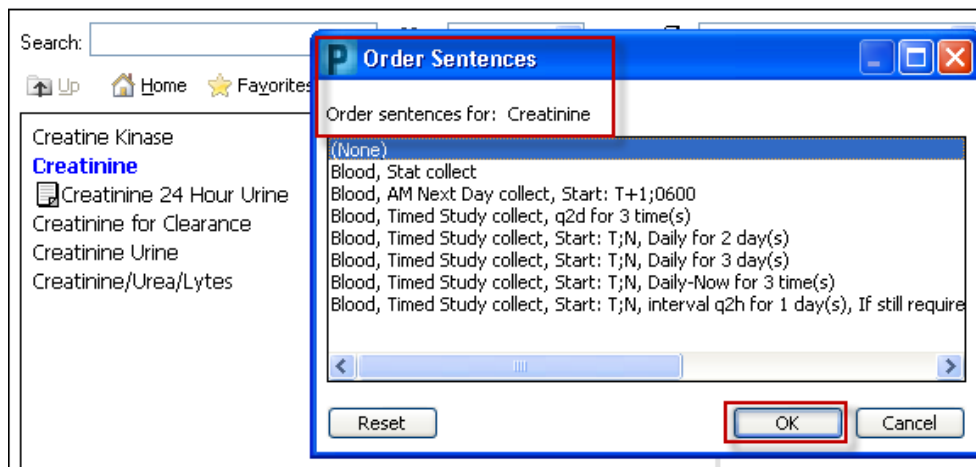 Search:
Up Home Favorites
Creatine Kinase
Creatinine
Creatinine 24 Hour Urine
Creatinine for Clearance
Creatinine Urine
Creatinine/Urea/Lytes
P Order Sentences
Order sentences for: Creatinine
(None)
Blood, Stat collect
Blood, AM Next Day collect, Start: T+1;0600
Blood, Timed Study collect, q2d for 3 time(s)
Blood, Timed Study collect, Start: T;N, Daily for 2 day(s)
Blood, Timed Study collect, Start: T;N, Daily for 3 day(s)
Blood, Timed Study collect, Start: T;N, Daily-Now for 3 time(s)
Blood, Timed Study collect, Start: T;N, interval q2h for 1 day(s), If still require
Reset OK Cancel